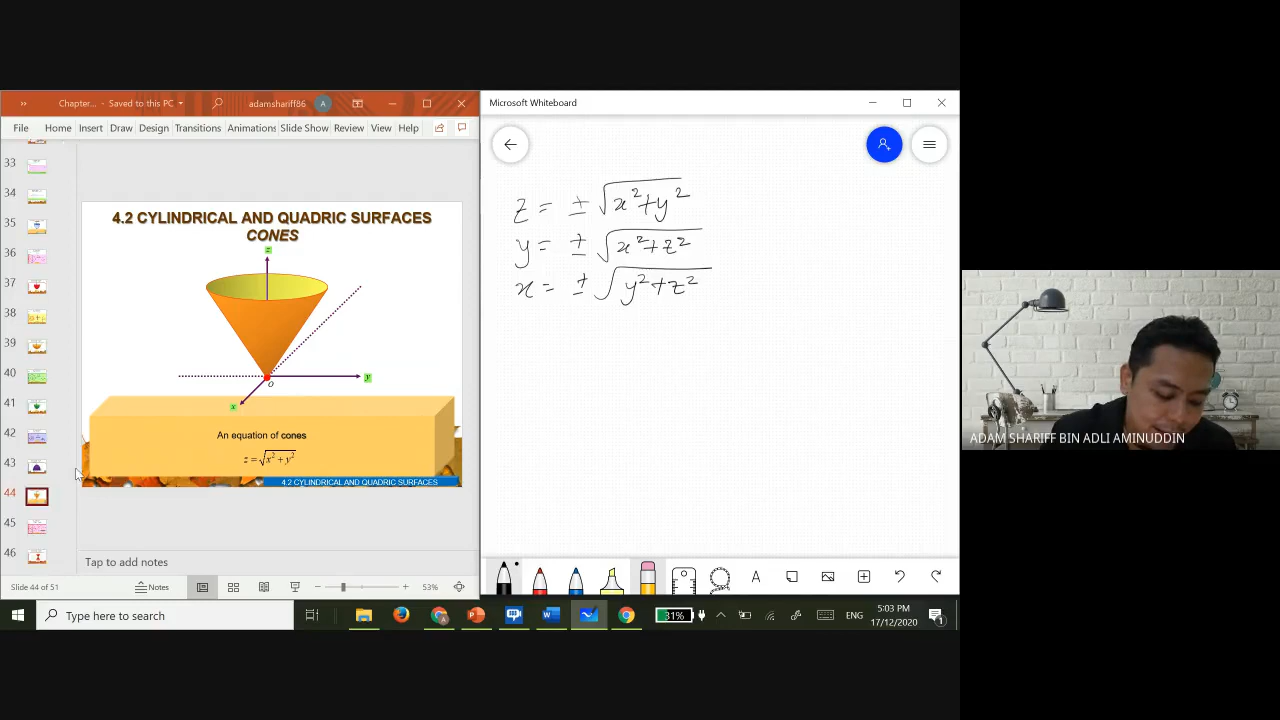 Chapter... - Saved to this PC
adamshariff86
A
File Home Insert Draw Design Transitions Animations Slide Show Review View Help
33
34
35
36
37
38
39
40
41
42
43
44
45
46
4.2 CYLINDRICAL AND QUADRIC SURFACES
CONES
z
y
x
O
An equation of cones
z = √x² + y²
4.2 CYLINDRICAL AND QUADRIC SURFACES
Tap to add notes
Slide 44 of 51
Notes
53%
Microsoft Whiteboard
z = ± √x²+y²
y = ± √x²+z²
x = ± √y²+z²
A
ADAM SHARIFF BIN ADLI AMINUDDIN
Type here to search
31%
ENG
5:03 PM
17/12/2020